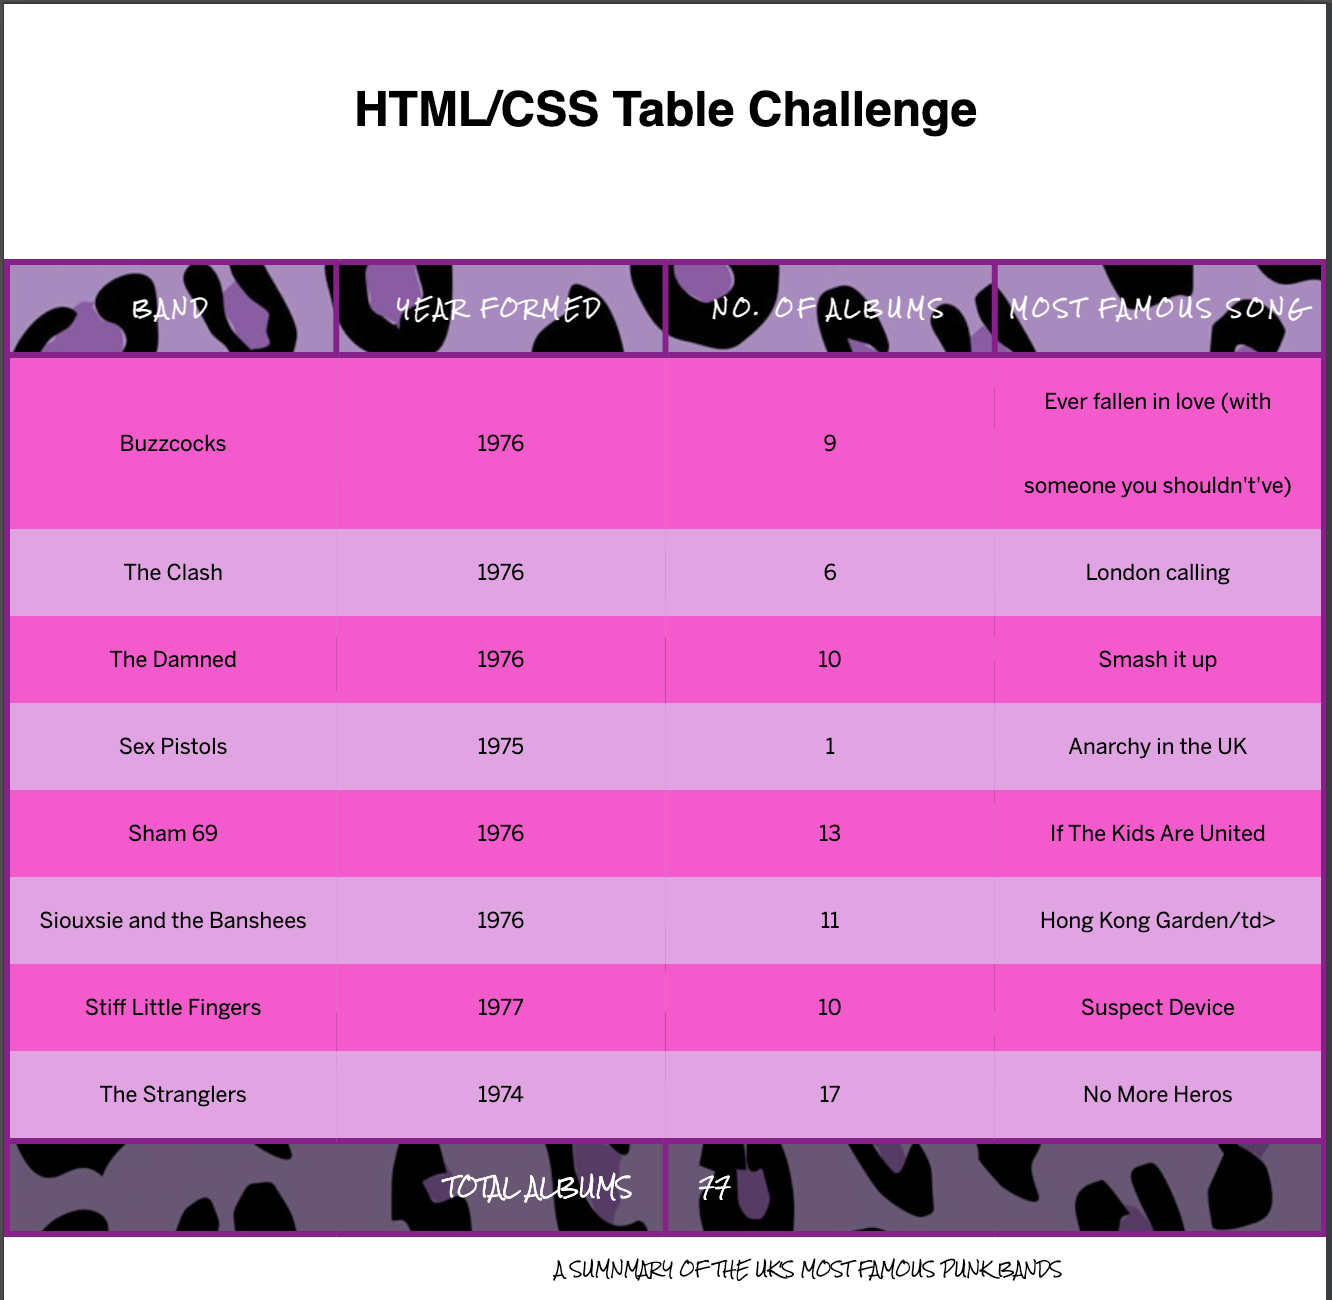 HTML/CSS Table Challenge
BAND YEAR FORMED NO. OF ALBUMS MOST FAMOUS SONG
Buzzcocks 1976 9 Ever fallen in love (with
someone you shouldn't've)
The Clash 1976 6 London calling
The Damned 1976 10 Smash it up
Sex Pistols 1975 1 Anarchy in the UK
Sham 69 1976 13 If The Kids Are United
Siouxsie and the Banshees 1976 11 Hong Kong Garden/td>
Stiff Little Fingers 1977 10 Suspect Device
The Stranglers 1974 17 No More Heros
TOTAL ALBUMS 77
A SUMNMARY OF THE UK'S MOST FAMOUS PUNK BANDS